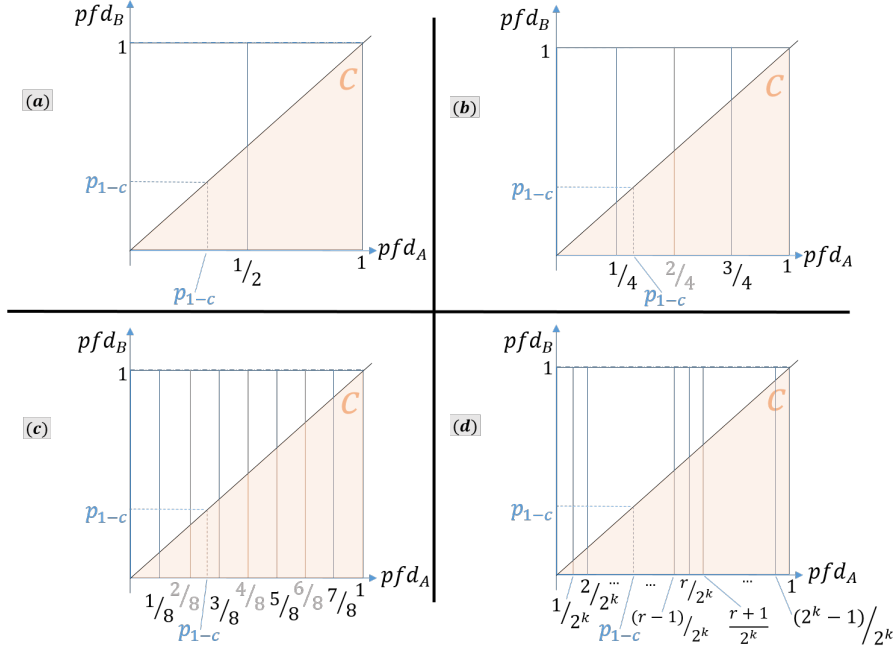 pfd_B
1
(a)
C
p_{1-c}
1/2
1
pfd_A
p_{1-c}
pfd_B
1
(b)
C
p_{1-c}
1/4
2/4
3/4
1
pfd_A
p_{1-c}
pfd_B
1
(c)
C
p_{1-c}
1/8
2/8
3/8
4/8
5/8
6/8
7/8
1
pfd_A
p_{1-c}
pfd_B
1
(d)
C
p_{1-c}
... ... ... 1 pfd_A
1/2^k
2/2^k
p_{1-c}
(r − 1)/2^k
r/2^k
r + 1
2^k
(2^k − 1)/2^k